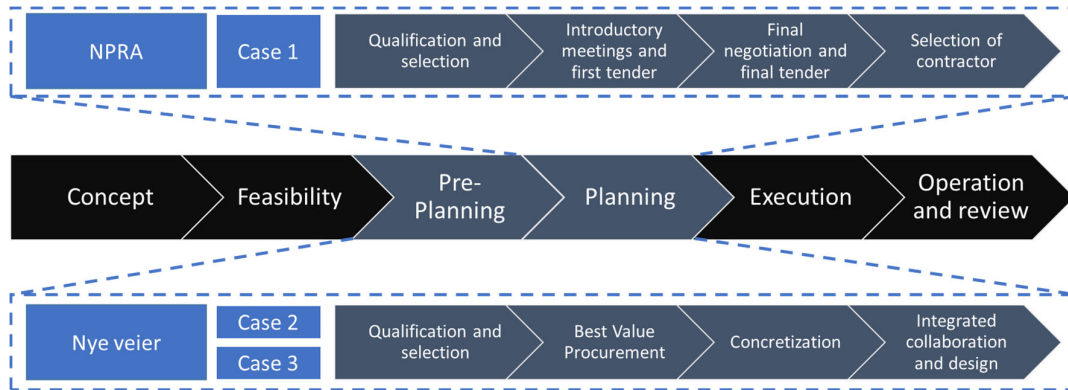 NPRA
Case 1
Qualification and
selection
Introductory
meetings and
first tender
Final
negotiation and
final tender
Selection of
contractor
Concept
Feasibility
Pre-
Planning
Planning
Execution
Operation
and review
Nye veier
Case 2
Case 3
Qualification and
selection
Best Value
Procurement
Concretization
Integrated
collaboration
and design